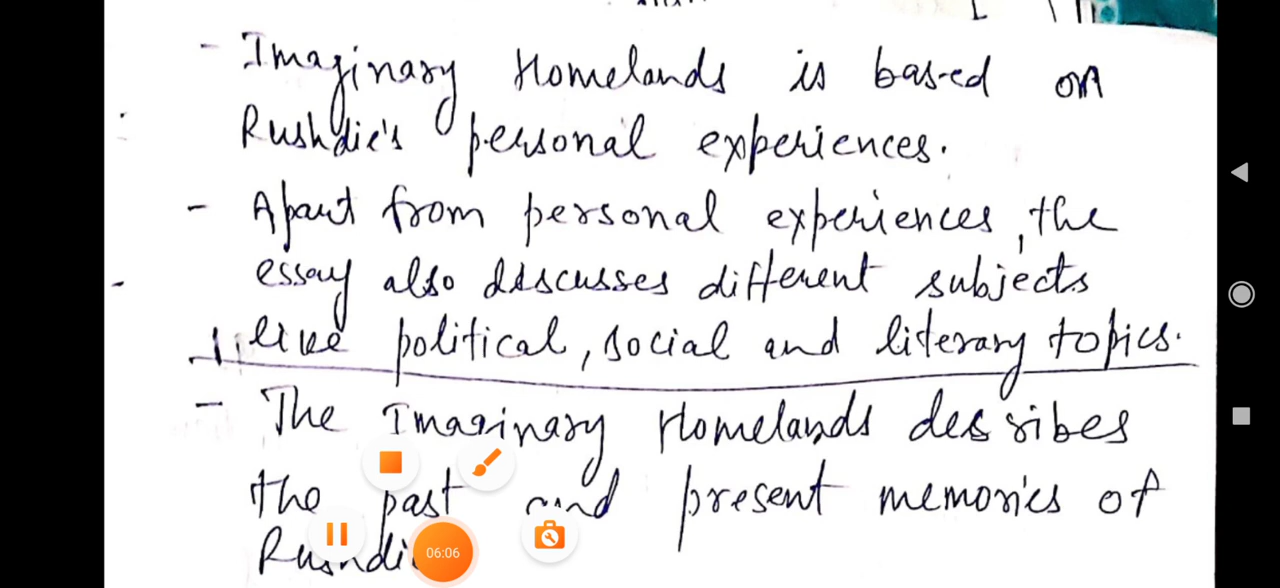 - Imaginary Homelands is based on
Rushdie's personal experiences.
- Apart from personal experiences, the
essay also discusses different subjects
like political, social and literary topics.
- The Imaginary Homelands describes
the past and present memories of
06:06